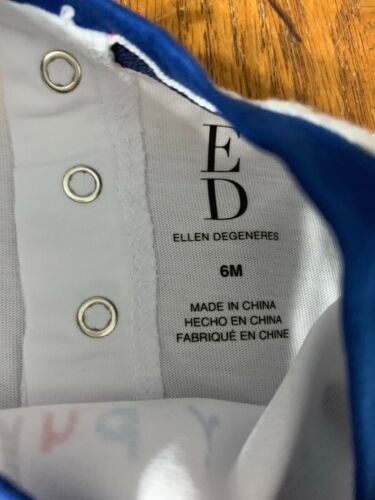 E
D
ELLEN DEGENERES
6M
MADE IN CHINA
HECHO EN CHINA
FABRIQUÉ EN CHINE